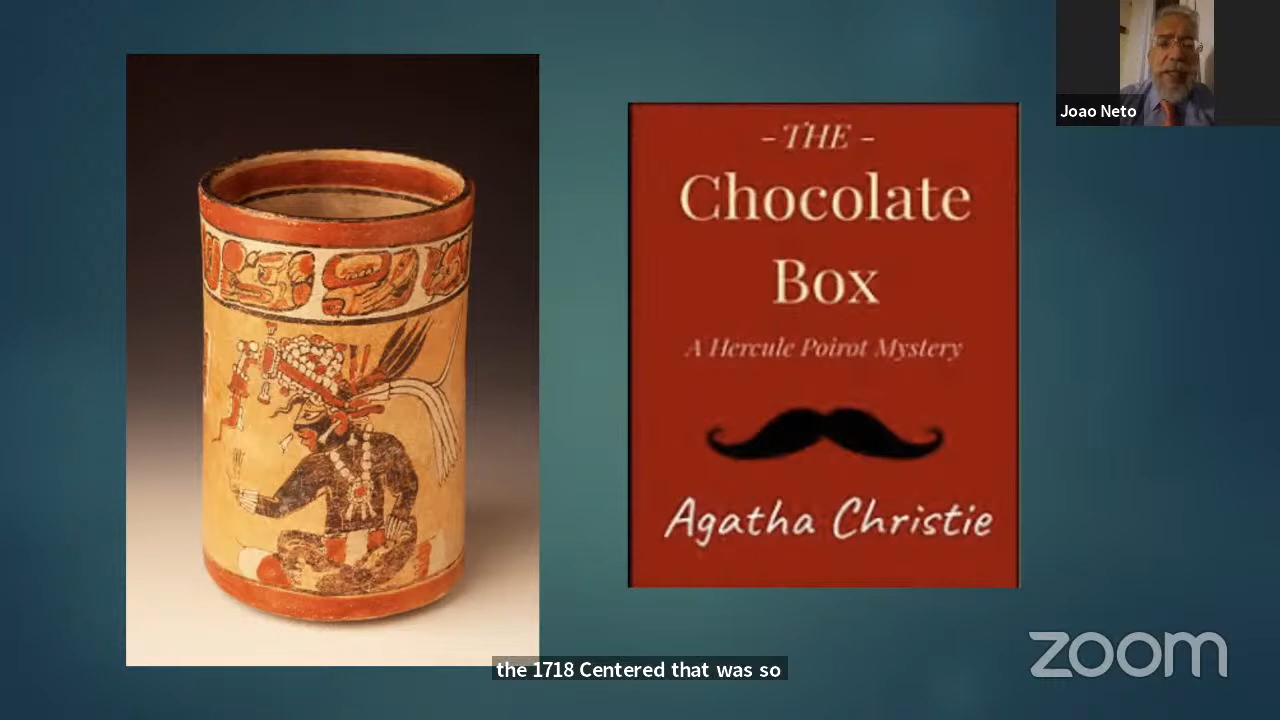 - THE -
Chocolate
Box
A Hercule Poirot Mystery
Agatha Christie
Joao Neto
the 1718 Centered that was so
zoom